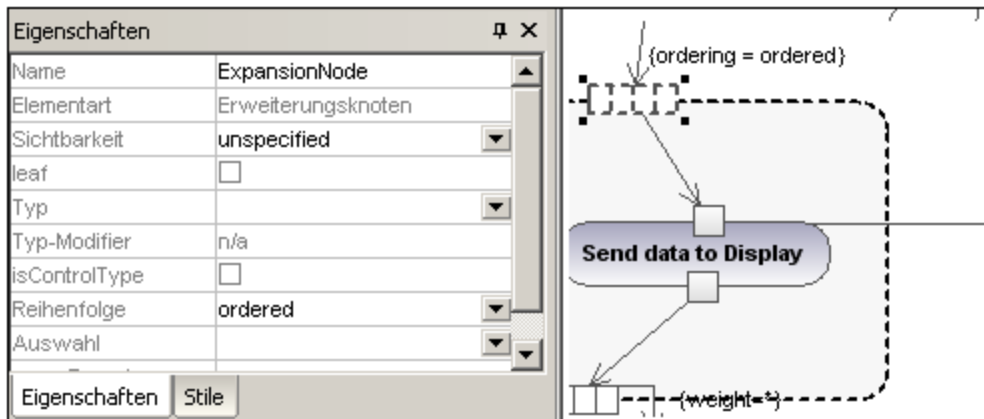 Eigenschaften
Name ExpansionNode
Elementart Erweiterungsknoten
Sichtbarkeit unspecified
leaf
Typ
Typ-Modifier n/a
isControlType
Reihenfolge ordered
Auswahl
Eigenschaften Stile
{ordering = ordered}
Send data to Display
{weight=*}